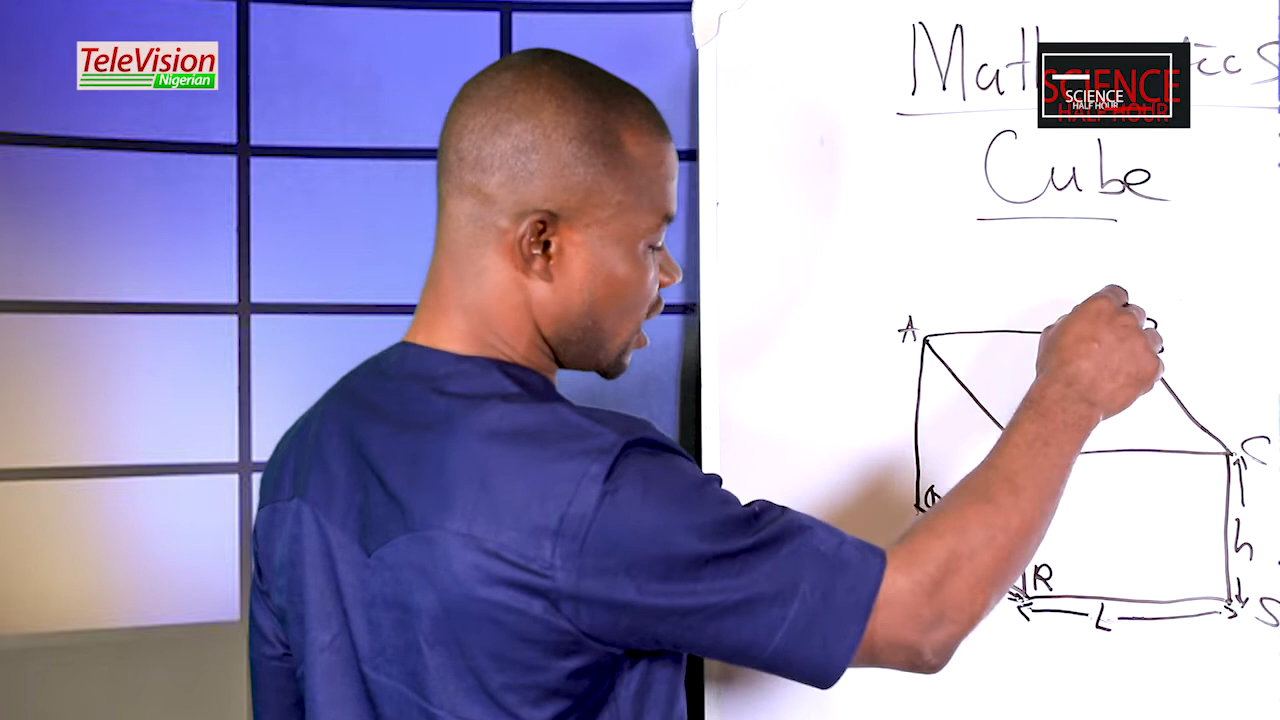 TeleVision
Nigerian
SCIENCE
HALF HOUR
SCIENCE
HALF HOUR
Cube
A
C
h
R
L
S